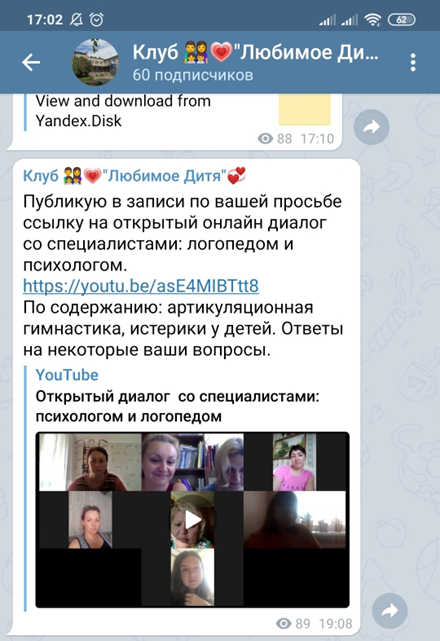 17:02
62
Клуб 👫💗"Любимое Ди...
60 подписчиков
View and download from
Yandex.Disk
88 17:10
Клуб 👫💗"Любимое Дитя"💞
Публикую в записи по вашей просьбе
ссылку на открытый онлайн диалог
со специалистами: логопедом и
психологом.
https://youtu.be/asE4MIBTtt8
По содержанию: артикуляционная
гимнастика, истерики у детей. Ответы
на некоторые ваши вопросы.
YouTube
Открытый диалог со специалистами:
психологом и логопедом
89 19:08